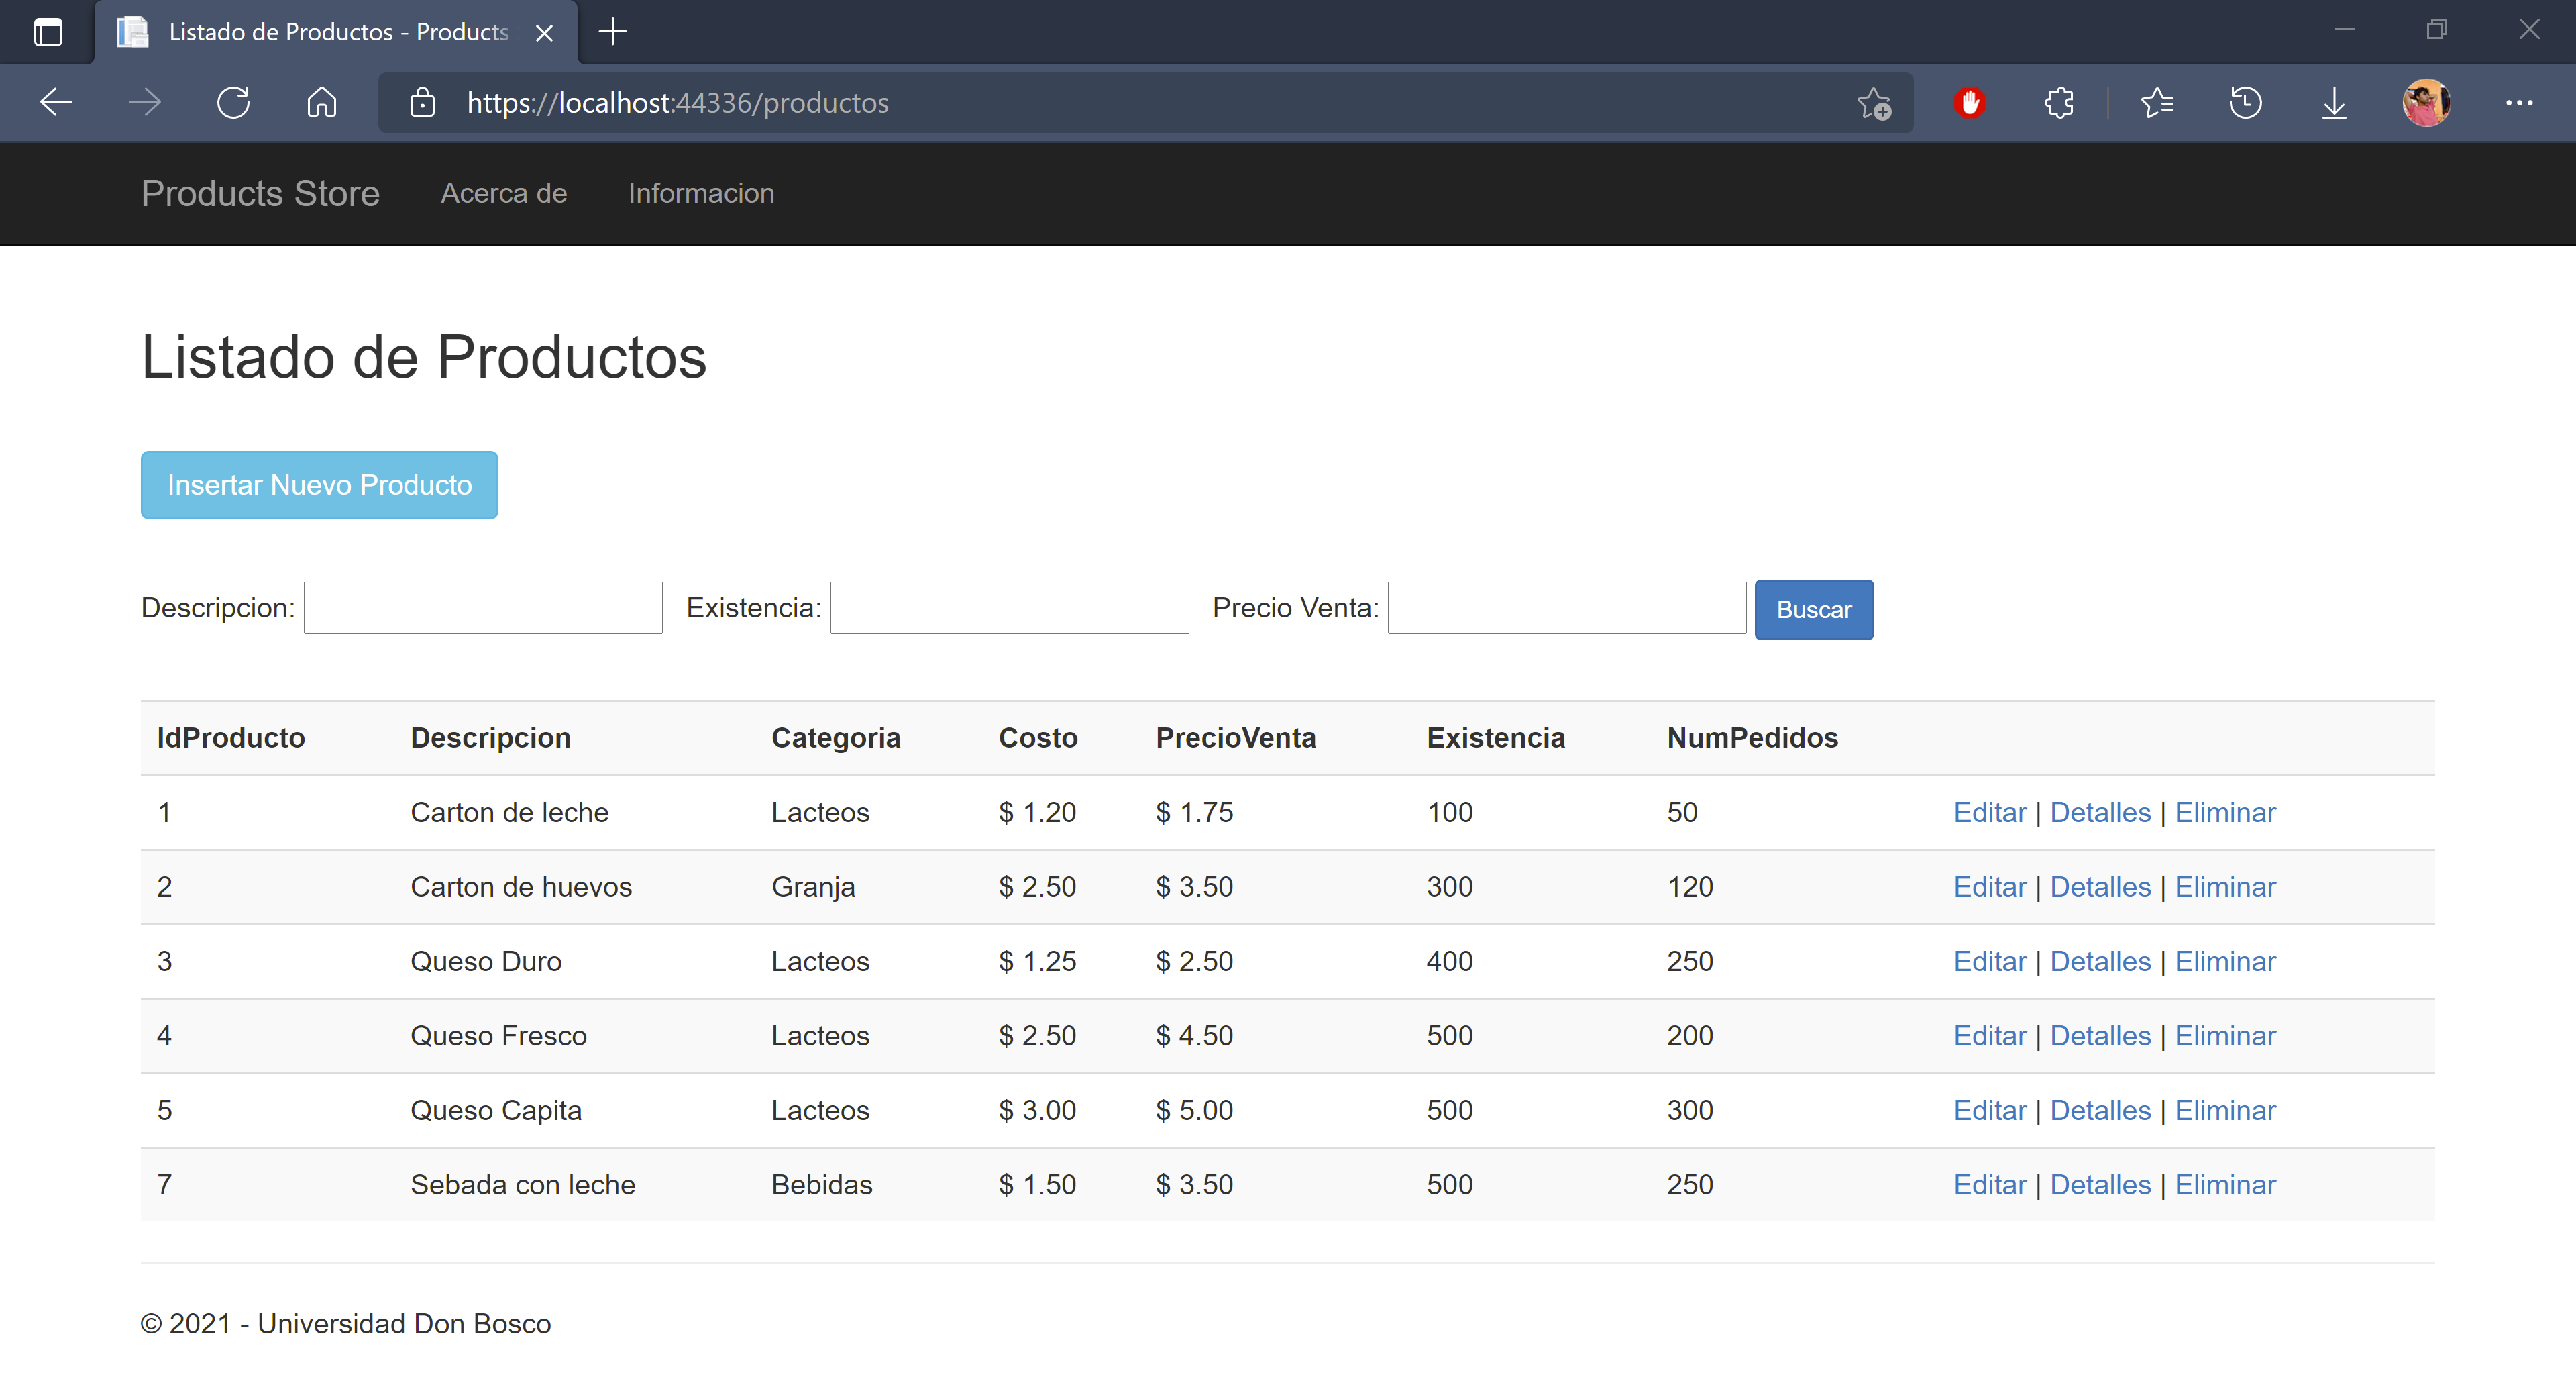 Listado de Productos - Products
https://localhost:44336/productos
Products Store Acerca de Informacion
Listado de Productos
Insertar Nuevo Producto
Descripcion: Existencia: Precio Venta: Buscar
IdProducto Descripcion Categoria Costo PrecioVenta Existencia NumPedidos
1 Carton de leche Lacteos $ 1.20 $ 1.75 100 50 Editar | Detalles | Eliminar
2 Carton de huevos Granja $ 2.50 $ 3.50 300 120 Editar | Detalles | Eliminar
3 Queso Duro Lacteos $ 1.25 $ 2.50 400 250 Editar | Detalles | Eliminar
4 Queso Fresco Lacteos $ 2.50 $ 4.50 500 200 Editar | Detalles | Eliminar
5 Queso Capita Lacteos $ 3.00 $ 5.00 500 300 Editar | Detalles | Eliminar
7 Sebada con leche Bebidas $ 1.50 $ 3.50 500 250 Editar | Detalles | Eliminar
© 2021 - Universidad Don Bosco